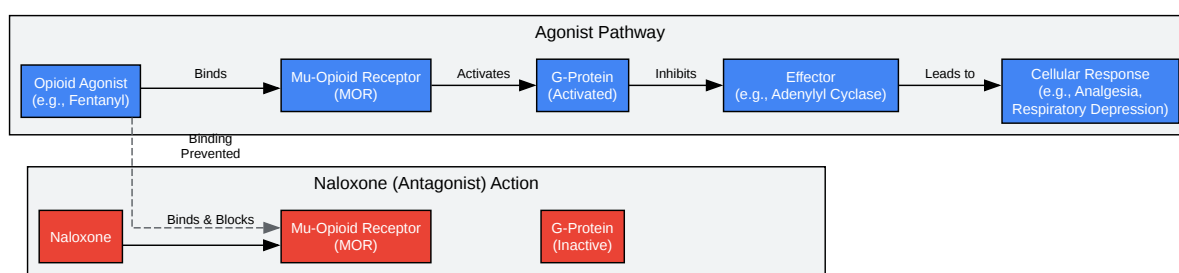 Agonist Pathway
Opioid Agonist
(e.g., Fentanyl)
Binds
Mu-Opioid Receptor
(MOR)
Activates
G-Protein
(Activated)
Inhibits
Effector
(e.g., Adenylyl Cyclase)
Leads to
Cellular Response
(e.g., Analgesia,
Respiratory Depression)
Binding
Prevented
Naloxone (Antagonist) Action
Naloxone
Binds & Blocks
Mu-Opioid Receptor
(MOR)
G-Protein
(Inactive)